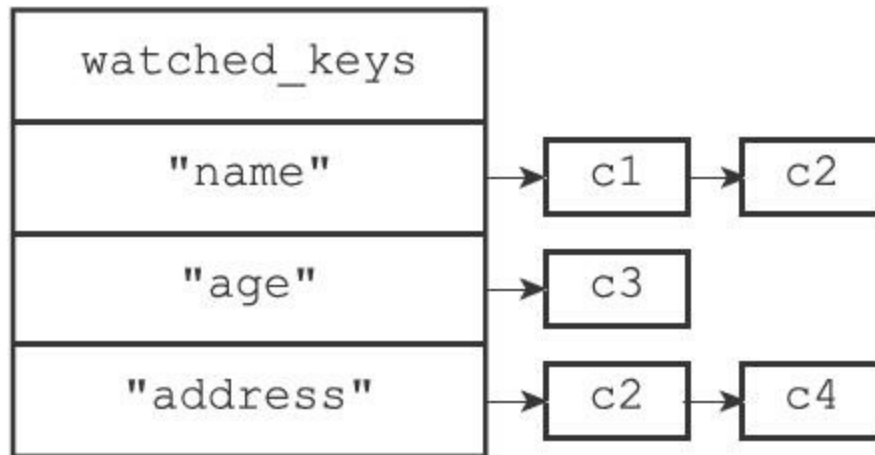 watched_keys
"name" c1 c2
"age" c3
"address" c2 c4